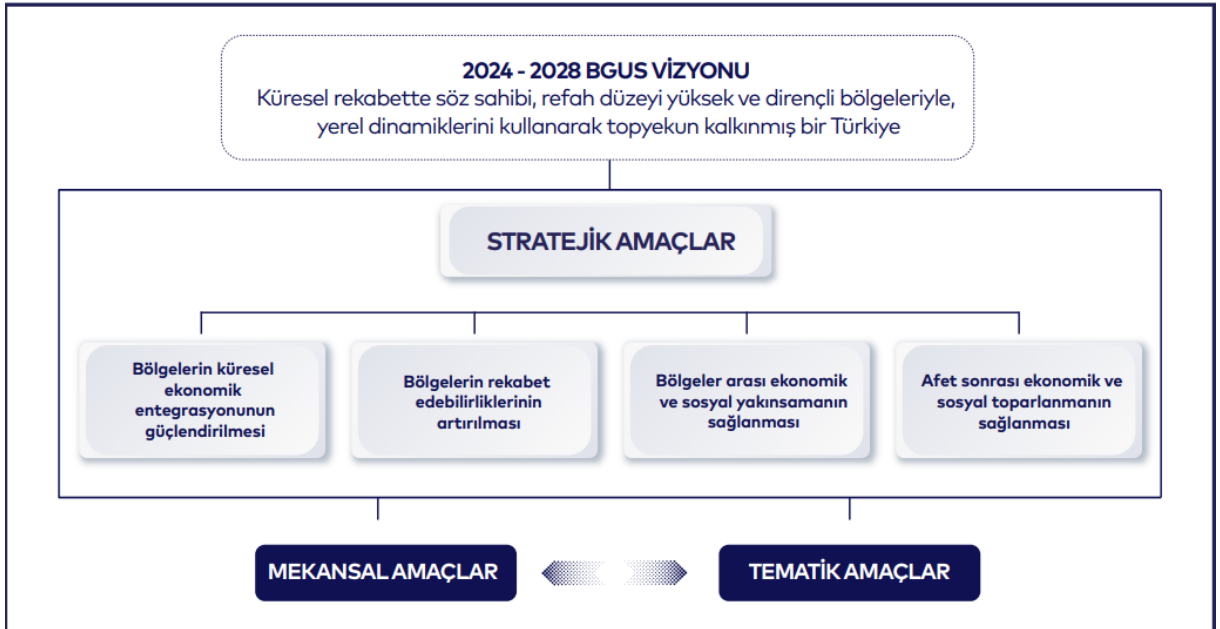 2024 - 2028 BGUS VİZYONU
Küresel rekabette söz sahibi, refah düzeyi yüksek ve dirençli bölgeleriyle,
yerel dinamiklerini kullanarak topyekun kalkınmış bir Türkiye
STRATEJİK AMAÇLAR
Bölgelerin küresel
ekonomik
entegrasyonunun
güçlendirilmesi
Bölgelerin rekabet
edebilirliklerinin
artırılması
Bölgeler arası ekonomik
ve sosyal yakınsamanın
sağlanması
Afet sonrası ekonomik ve
sosyal toparlanmanın
sağlanması
MEKANSAL AMAÇLAR
TEMATİK AMAÇLAR